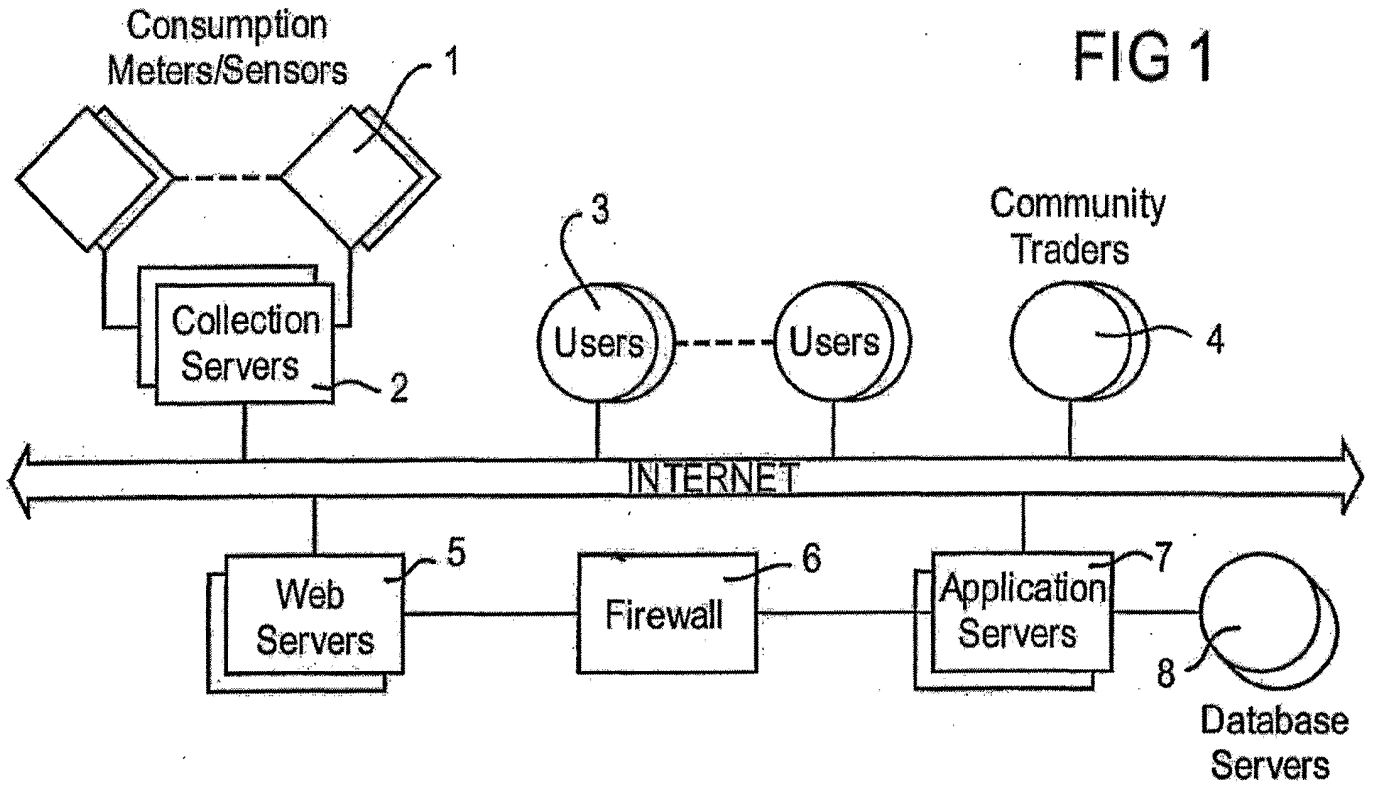 Consumption
Meters/Sensors
1
FIG 1
3
Community
Traders
Collection
Servers
2
Users
Users
4
INTERNET
5
6
7
Web
Servers
Firewall
Application
Servers
8
Database
Servers